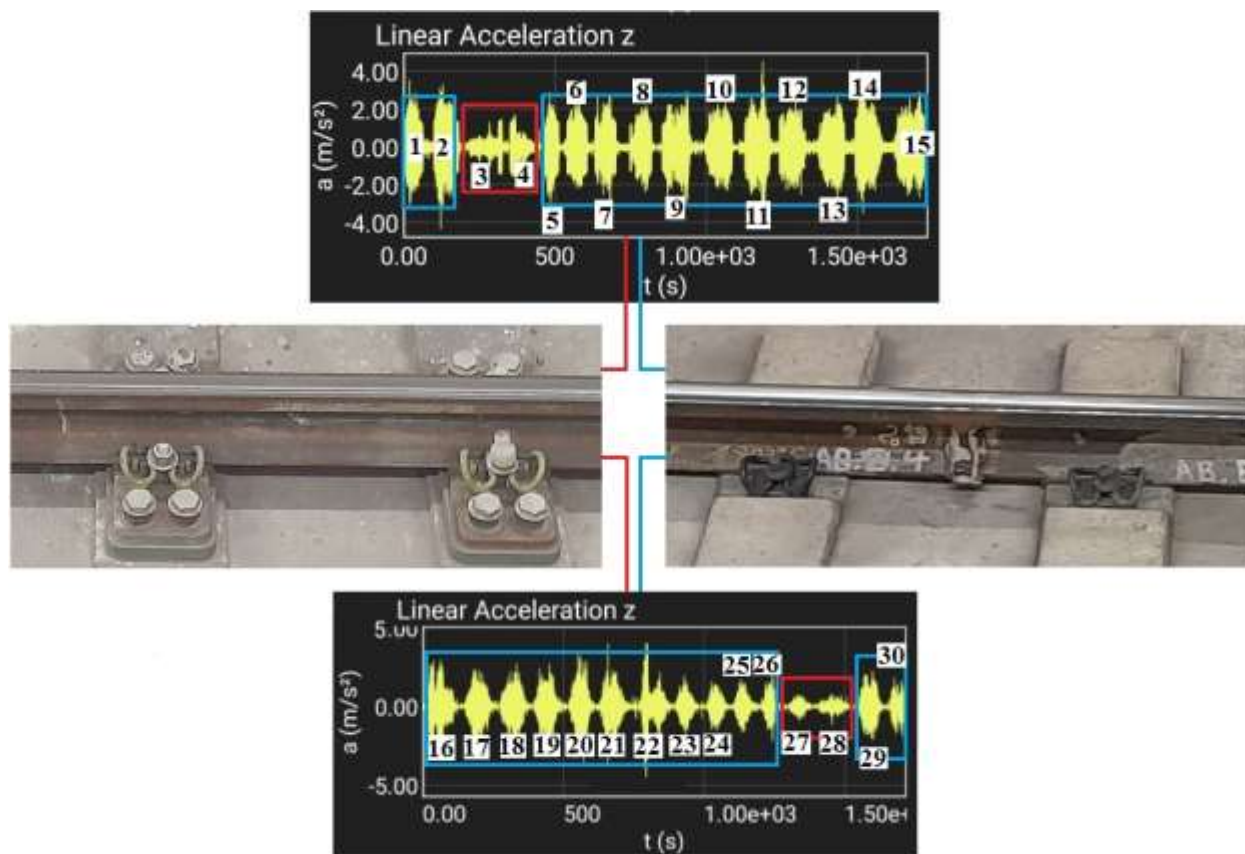 Linear Acceleration z
4.00
2.00
0.00
-2.00
-4.00
a (m/s²)
6 8 10 12 14
1 2 3 4 15
5 7 9 11 13
0.00 500 1.00e+03 1.50e+03
t (s)
AB.B.4
AB.
Linear Acceleration z
5.00
0.00
-5.00
a (m/s²)
25 26 30
16 17 18 19 20 21 22 23 24 27 28 29
0.00 500 1.00e+03 1.50e+
t (s)